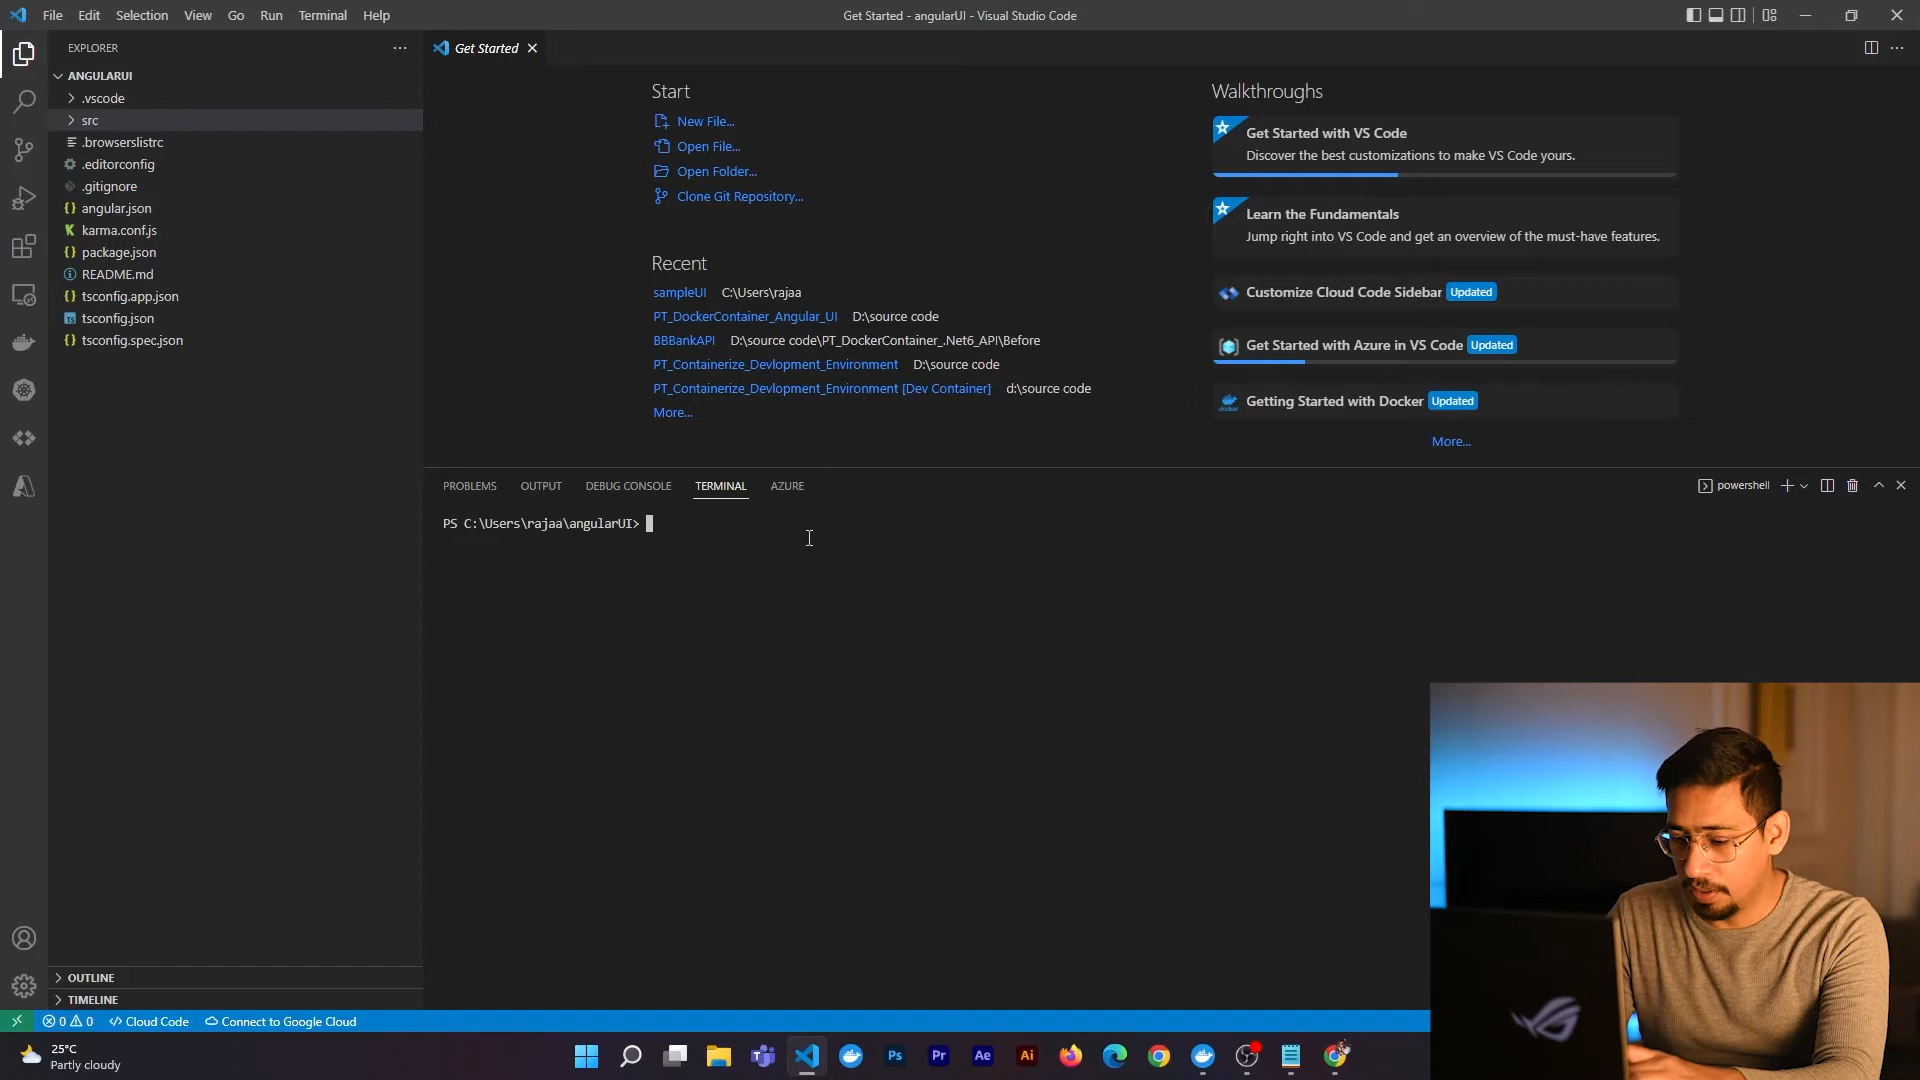 File Edit Selection View Go Run Terminal Help
Get Started - angularUI - Visual Studio Code
EXPLORER
ANGULARUI
.vscode
src
.browserslistrc
.editorconfig
.gitignore
angular.json
karma.conf.js
package.json
README.md
tsconfig.app.json
tsconfig.json
tsconfig.spec.json
OUTLINE
TIMELINE
Get Started
Start
New File...
Open File...
Open Folder...
Clone Git Repository...
Recent
sampleUI C:\Users\rajaa
PT_DockerContainer_Angular_UI D:\source code
BBBankAPI D:\source code\PT_DockerContainer_.Net6_API\Before
PT_Containerize_Devlopment_Environment D:\source code
PT_Containerize_Devlopment_Environment [Dev Container] d:\source code
More...
Walkthroughs
Get Started with VS Code
Discover the best customizations to make VS Code yours.
Learn the Fundamentals
Jump right into VS Code and get an overview of the must-have features.
Customize Cloud Code Sidebar Updated
Get Started with Azure in VS Code Updated
Getting Started with Docker Updated
More...
PROBLEMS OUTPUT DEBUG CONSOLE TERMINAL AZURE
powershell
PS C:\Users\rajaa\angularUI>
0 0 Cloud Code Connect to Google Cloud
25°C
Partly cloudy
Ps Pr Ae Ai